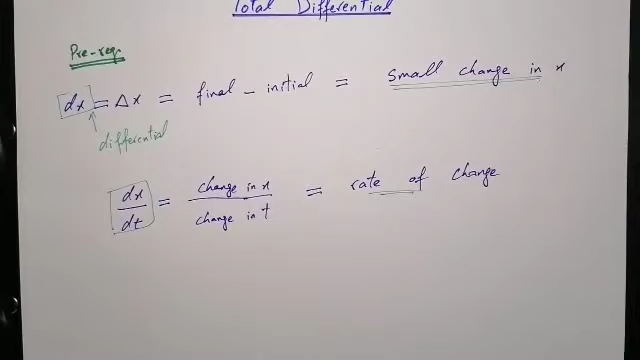 Total Differential
Pre-req.
dx = Δx = final - initial = small change in x
differential
dx/dt = change in x/change in t = rate of change